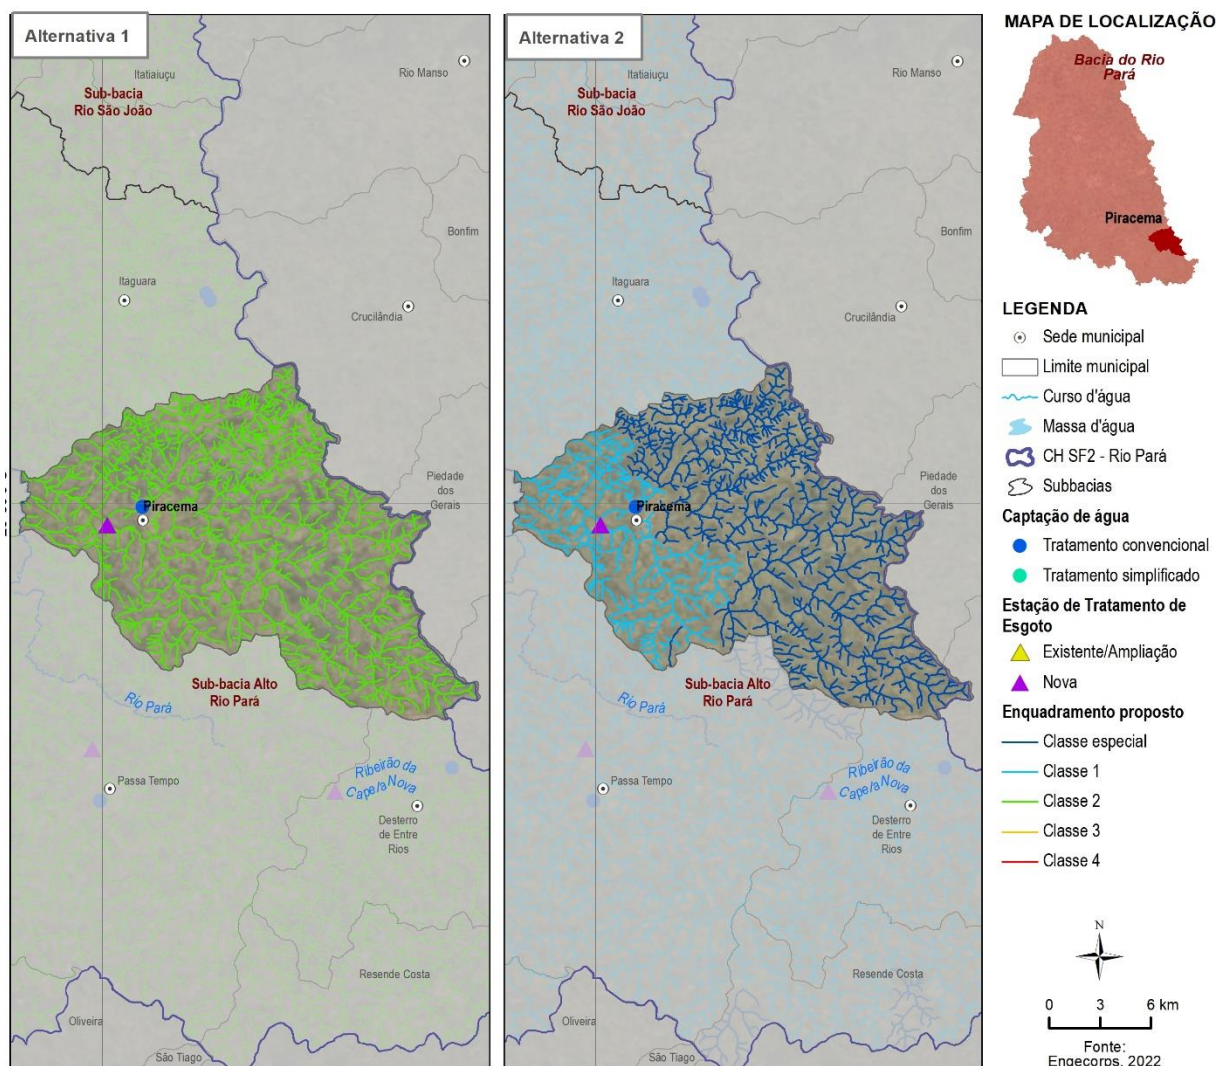 Alternativa 1
Itatiaiuçu
Rio Manso
Sub-bacia
Rio São João
Bonfim
Itaguara
Crucilândia
Piedade
dos
Gerais
Piracema
Sub-bacia Alto
Rio Pará
Rio Pará
Passa Tempo
Ribeirão da
Capela Nova
Desterro
de Entre
Rios
Resende Costa
Oliveira
São Tiago
Alternativa 2
Itatiaiuçu
Rio Manso
Sub-bacia
Rio São João
Bonfim
Itaguara
Crucilândia
Piedade
dos
Gerais
Piracema
Sub-bacia Alto
Rio Pará
Rio Pará
Passa Tempo
Ribeirão da
Capela Nova
Desterro
de Entre
Rios
Resende Costa
Oliveira
São Tiago
MAPA DE LOCALIZAÇÃO
Bacia do Rio
Pará
Piracema
LEGENDA
Sede municipal
Limite municipal
Curso d'água
Massa d'água
CH SF2 - Rio Pará
Subbacias
Captação de água
Tratamento convencional
Tratamento simplificado
Estação de Tratamento de
Esgoto
Existente/Ampliação
Nova
Enquadramento proposto
Classe especial
Classe 1
Classe 2
Classe 3
Classe 4
N
0 3 6 km
Fonte:
Engecorps, 2022